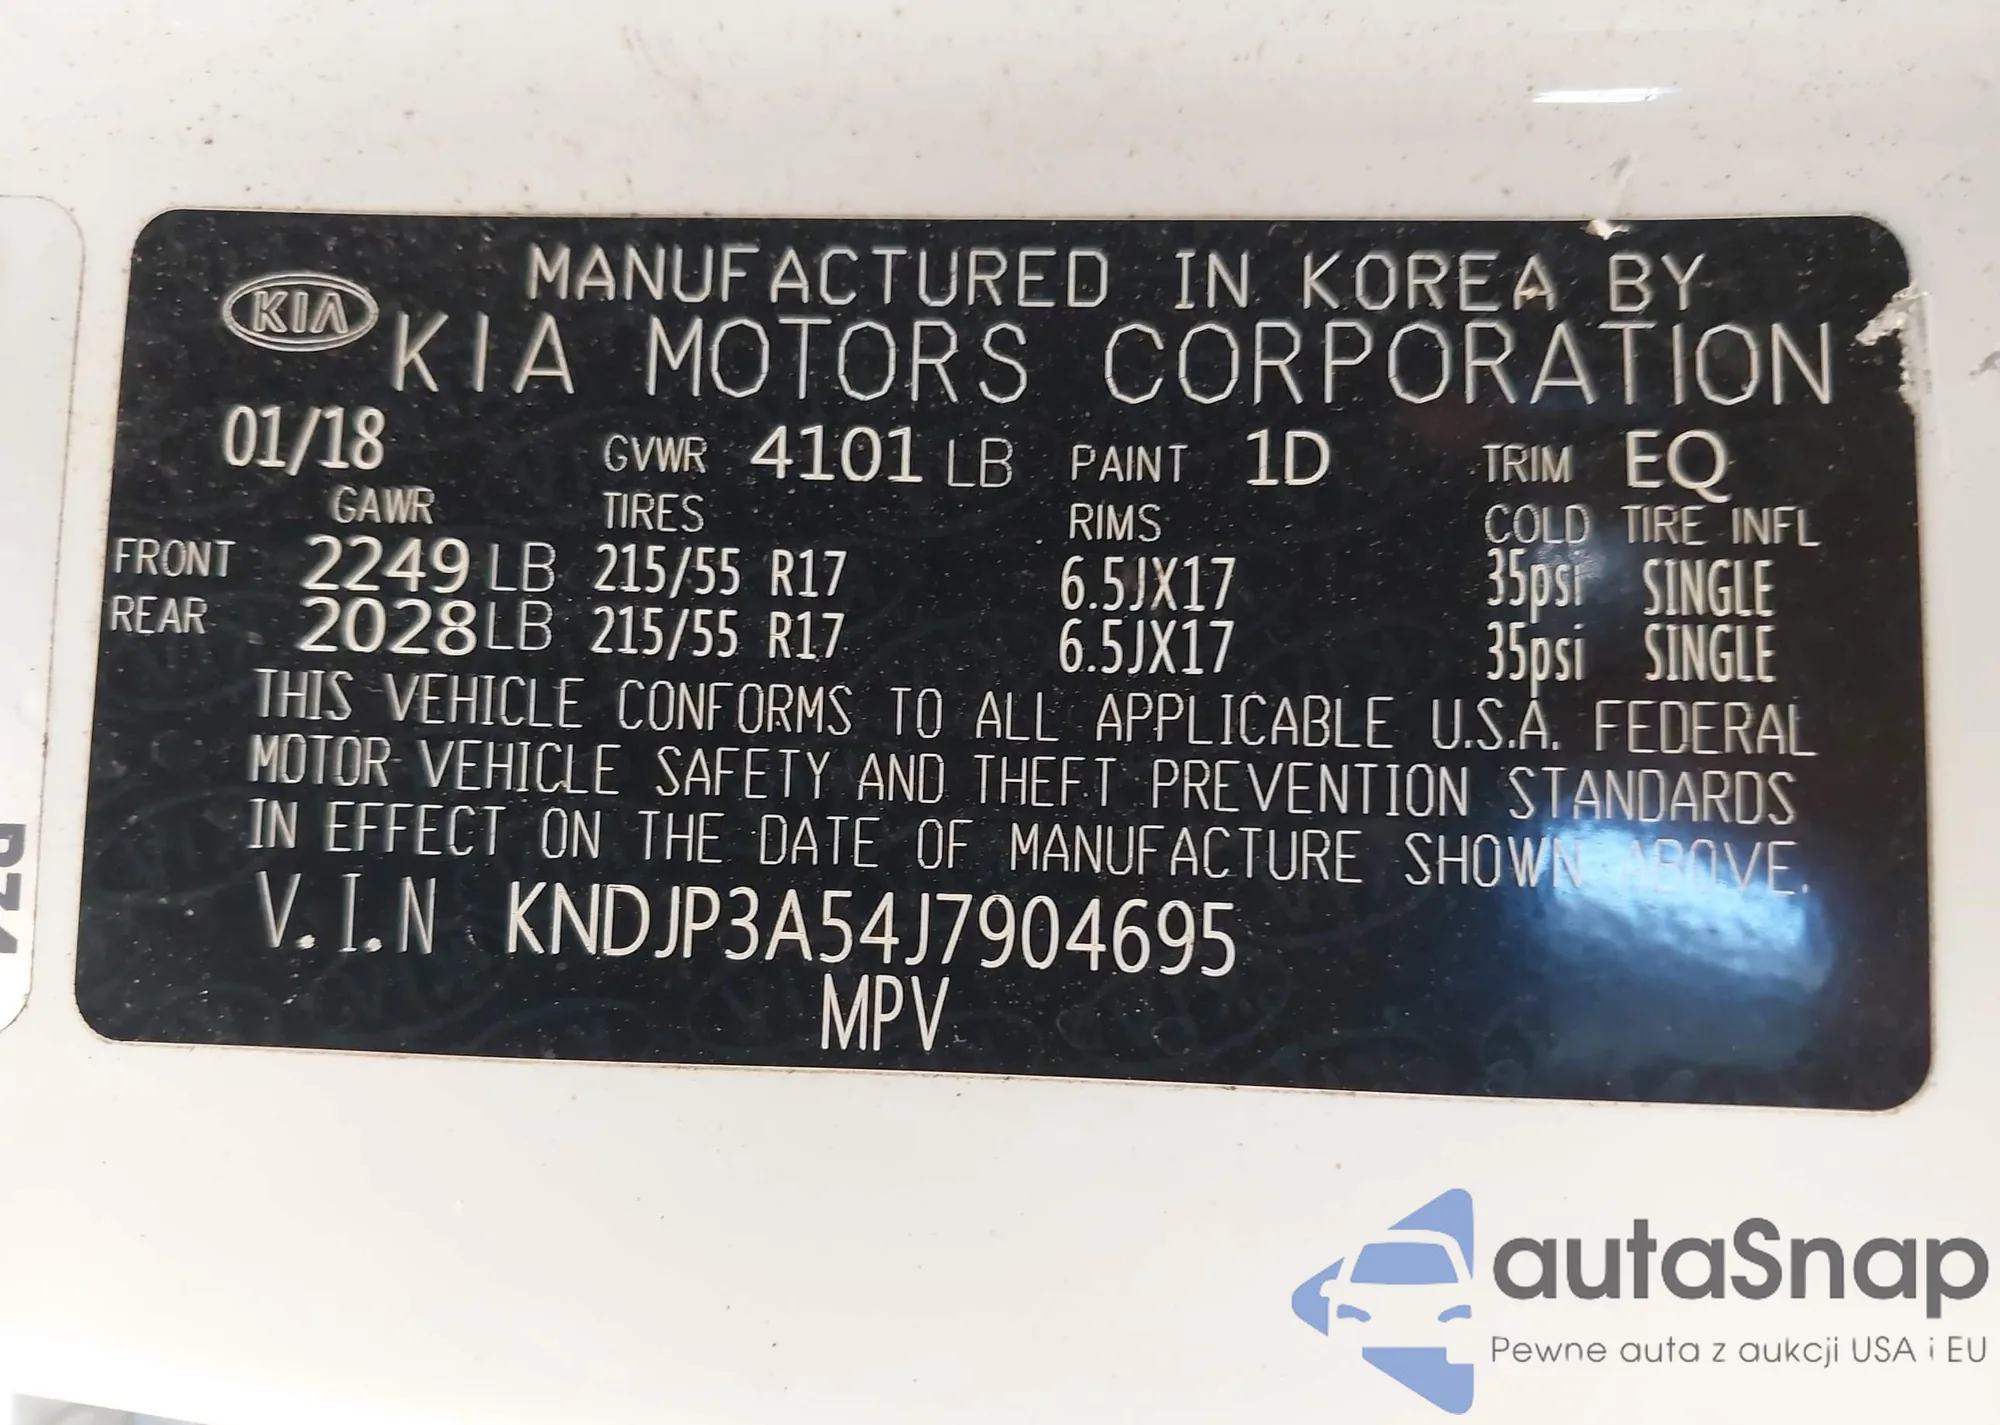 KIA
MANUFACTURED IN KOREA BY
KIA MOTORS CORPORATION
01/18 GVWR 4101 LB PAINT 1D TRIM EQ
GAWR TIRES RIMS COLD TIRE INFL
FRONT 2249 LB 215/55 R17 6.5JX17 35psi SINGLE
REAR 2028 LB 215/55 R17 6.5JX17 35psi SINGLE
THIS VEHICLE CONFORMS TO ALL APPLICABLE U.S.A. FEDERAL
MOTOR VEHICLE SAFETY AND THEFT PREVENTION STANDARDS
IN EFFECT ON THE DATE OF MANUFACTURE SHOWN ABOVE.
V.I.N KNDJP3A54J7904695
MPV
autaSnap
Pewne auta z aukcji USA i EU